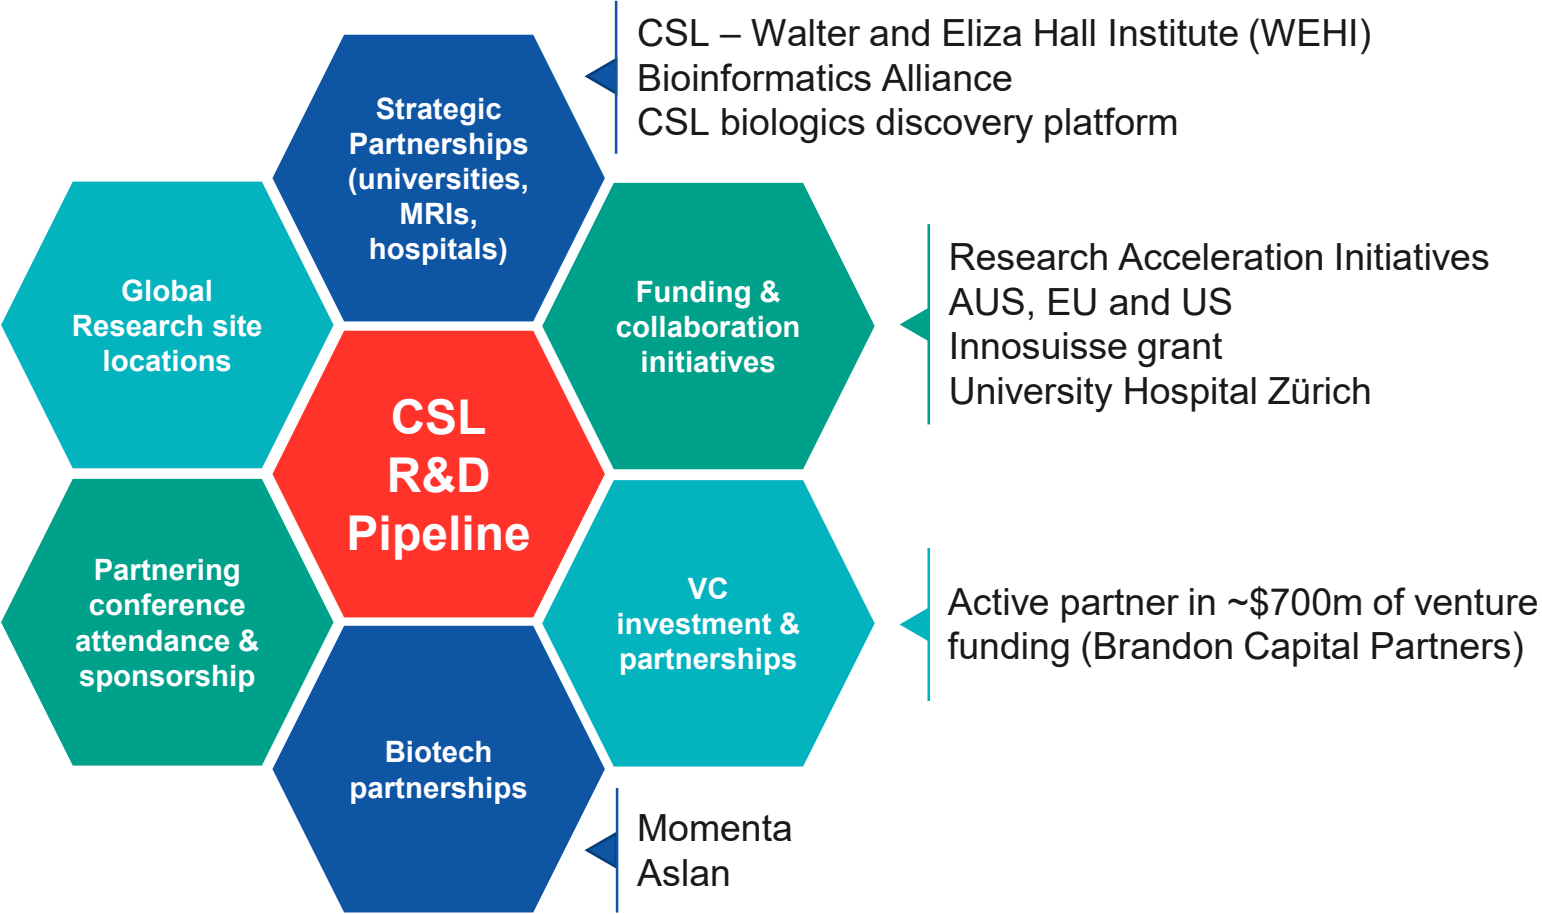 CSL – Walter and Eliza Hall Institute (WEHI)
Bioinformatics Alliance
CSL biologics discovery platform
Strategic
Partnerships
(universities,
MRIs,
hospitals)
Global
Research site
locations
Funding &
collaboration
initiatives
Research Acceleration Initiatives
AUS, EU and US
Innosuisse grant
University Hospital Zürich
CSL
R&D
Pipeline
Partnering
conference
attendance &
sponsorship
VC
investment &
partnerships
Active partner in ~$700m of venture
funding (Brandon Capital Partners)
Biotech
partnerships
Momenta
Aslan